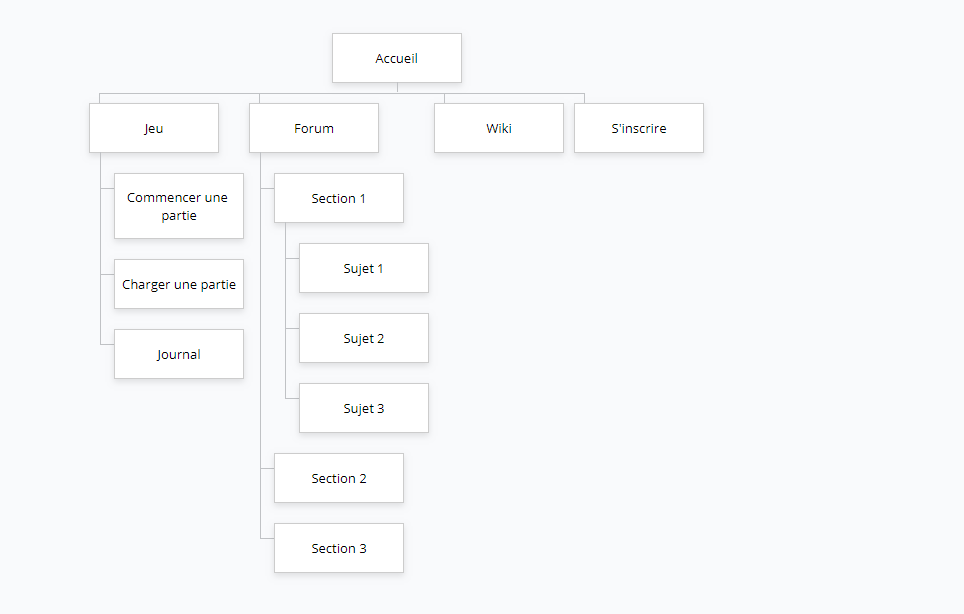 Accueil
Jeu
Forum
Wiki
S'inscrire
Commencer une
partie
Charger une partie
Journal
Section 1
Sujet 1
Sujet 2
Sujet 3
Section 2
Section 3